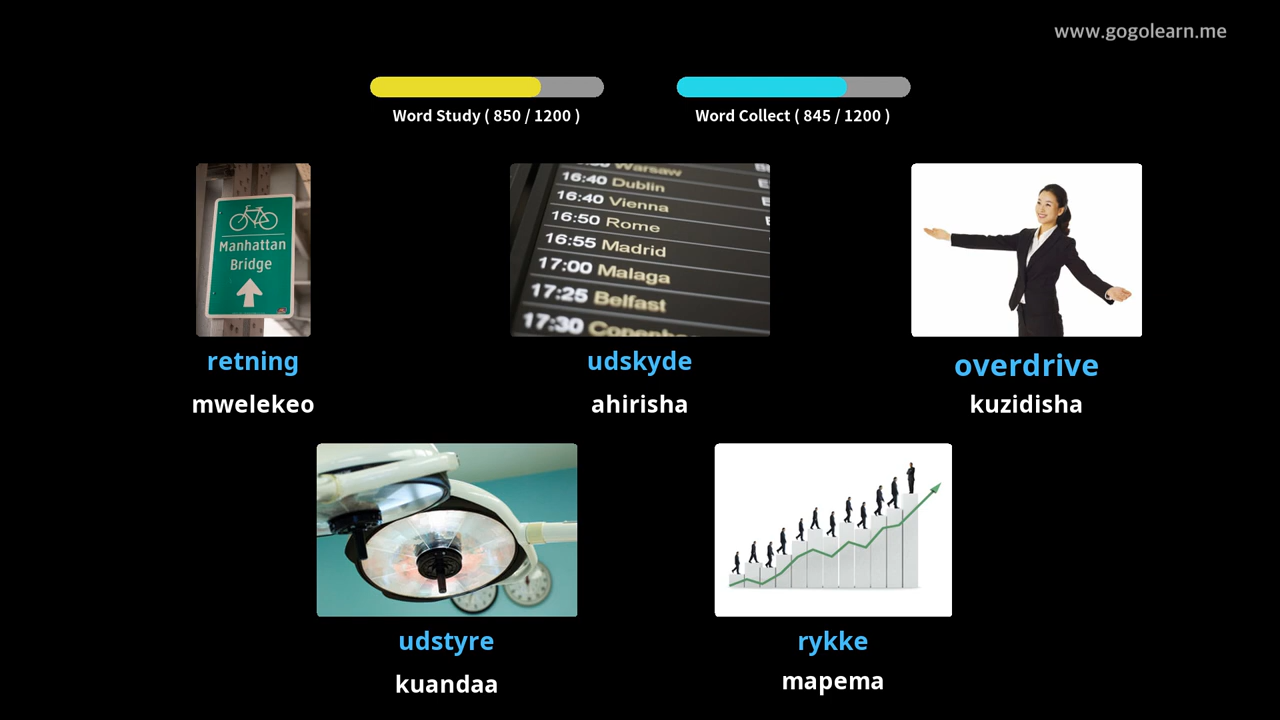 www.gogolearn.me
Word Study ( 850 / 1200 )
Word Collect ( 845 / 1200 )
Manhattan
Bridge
Warsaw
16:40 Dublin
16:40 Vienna
16:50 Rome
16:55 Madrid
17:00 Malaga
17:25 Belfast
17:30
retning
udskyde
overdrive
mwelekeo
ahirisha
kuzidisha
udstyre
rykke
kuandaa
mapema